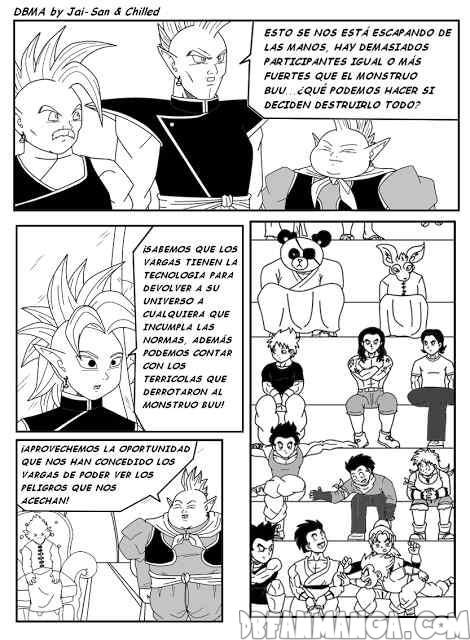 DBMA by Jai-San & Chilled
ESTO SE NOS ESTÁ ESCAPANDO DE
LAS MANOS, HAY DEMASIADOS
PARTICIPANTES IGUAL O MÁS
FUERTES QUE EL MONSTRUO
BUU...¿QUÉ PODEMOS HACER SI
DECIDEN DESTRUIRLO TODO?
¡SABEMOS QUE LOS
VARGAS TIENEN LA
TECNOLOGIA PARA
DEVOLVER A SU
UNIVERSO A
CUALQUIERA QUE
INCUMPLA LAS
NORMAS, ADEMÁS
PODEMOS CONTAR
CON LOS
TERRICOLAS QUE
DERROTARON AL
MONSTRUO BUU!
¡APROVECHEMOS LA OPORTUNIDAD
QUE NOS HAN CONCEDIDO LOS
VARGAS DE PODER VER LOS
PELIGROS QUE NOS
ACECHAN!
DBFANMANGA.COM